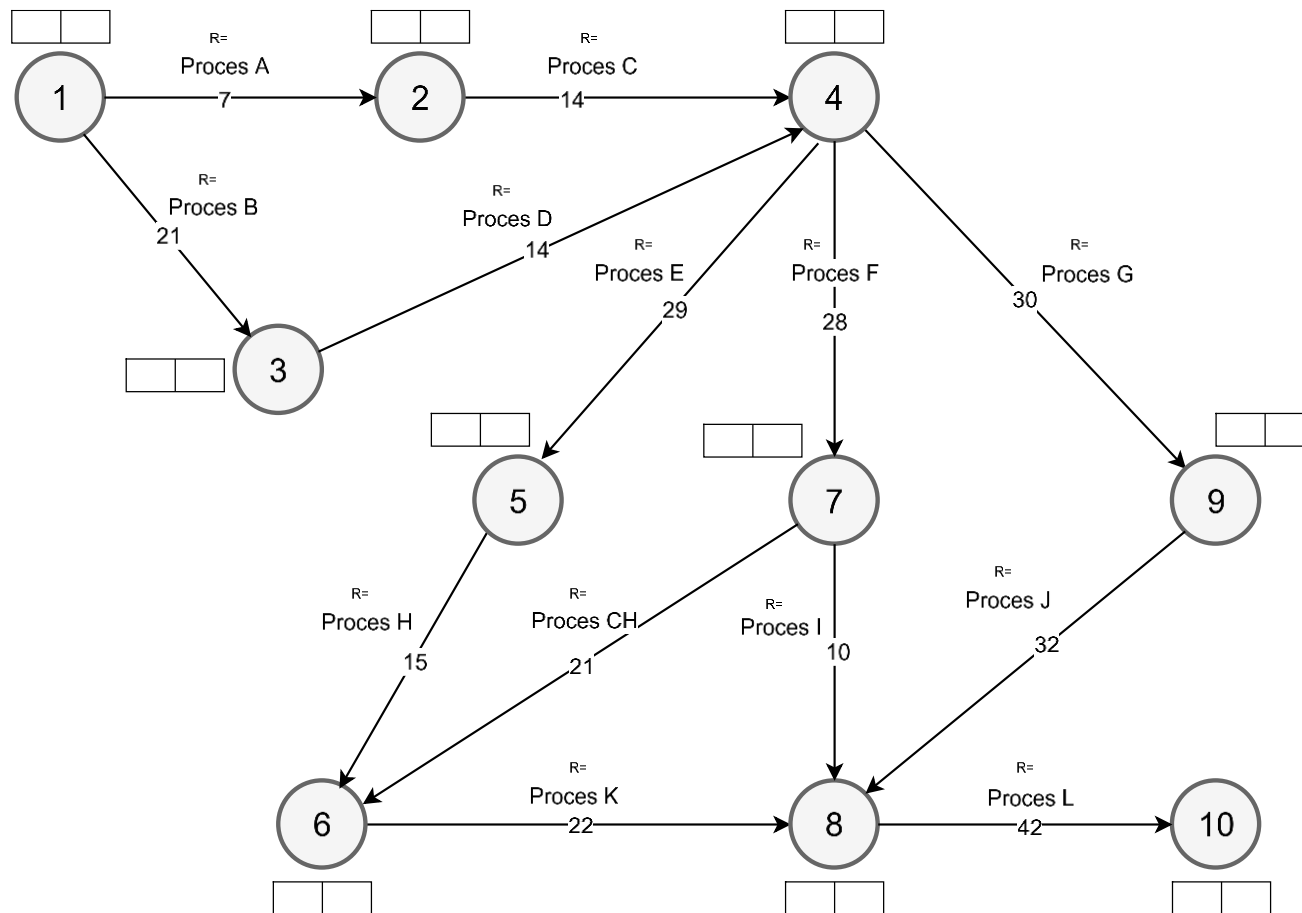 R=
R=
R=
Proces A
Proces C
1
2
4
7
14
R=
Proces B
R=
Proces D
21
R=
R=
R=
14
Proces E
Proces F
Proces G
30
29
28
3
5
7
9
R=
R=
R=
R=
Proces J
Proces H
Proces CH
Proces I
32
15
21
10
R=
R=
Proces K
Proces L
6
22
8
42
10